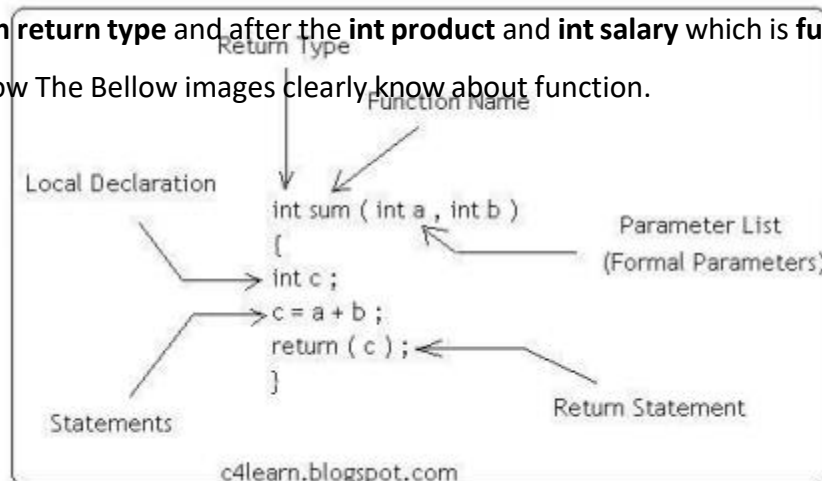 n return type and after the int product and int salary which is fu
Return Type
ow The Bellow images clearly know about function.
Function Name
Local Declaration
int sum ( int a , int b )
Parameter List
{
(Formal Parameters)
int c ;
c = a + b ;
return ( c ) ;
}
Return Statement
Statements
c4learn.blogspot.com